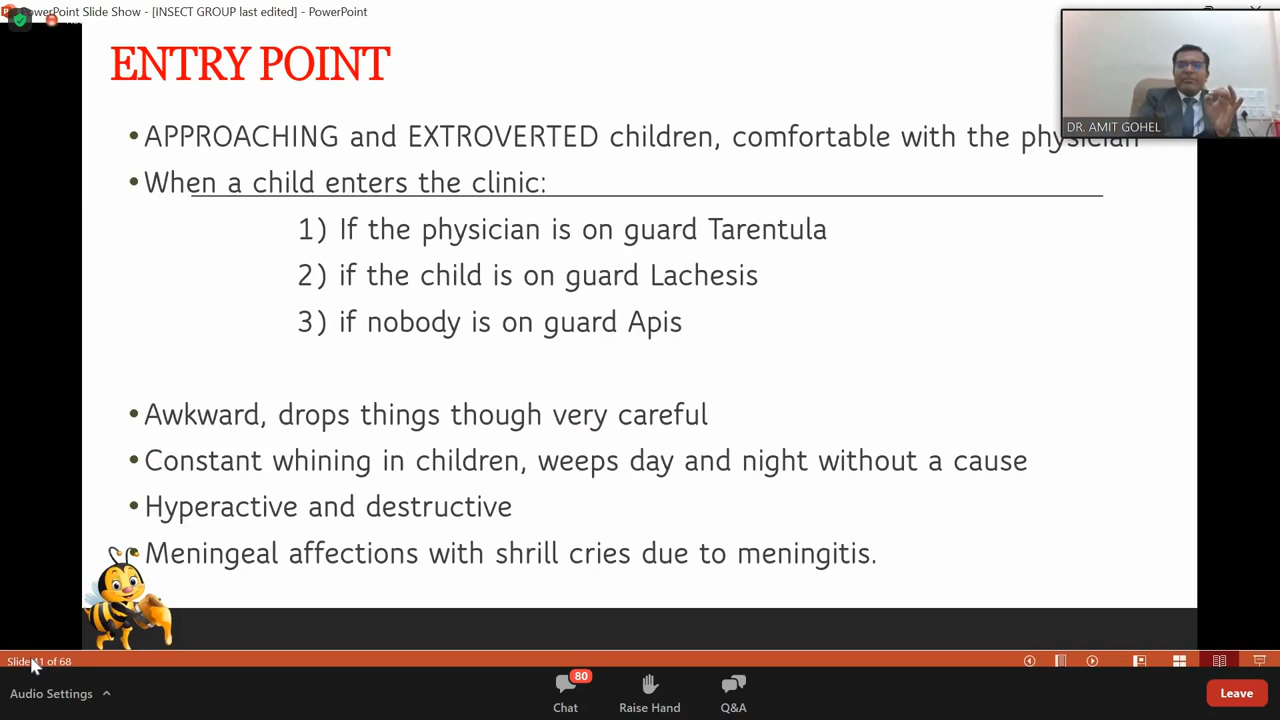 PowerPoint Slide Show - [INSECT GROUP last edited] - PowerPoint
ENTRY POINT
DR. AMIT GOHEL
•APPROACHING and EXTROVERTED children, comfortable with the physician
•When a child enters the clinic:
1) If the physician is on guard Tarentula
2) if the child is on guard Lachesis
3) if nobody is on guard Apis
•Awkward, drops things though very careful
•Constant whining in children, weeps day and night without a cause
•Hyperactive and destructive
•Meningeal affections with shrill cries due to meningitis.
Slide 41 of 68
Audio Settings
80
Chat
Raise Hand
Q&A
Leave